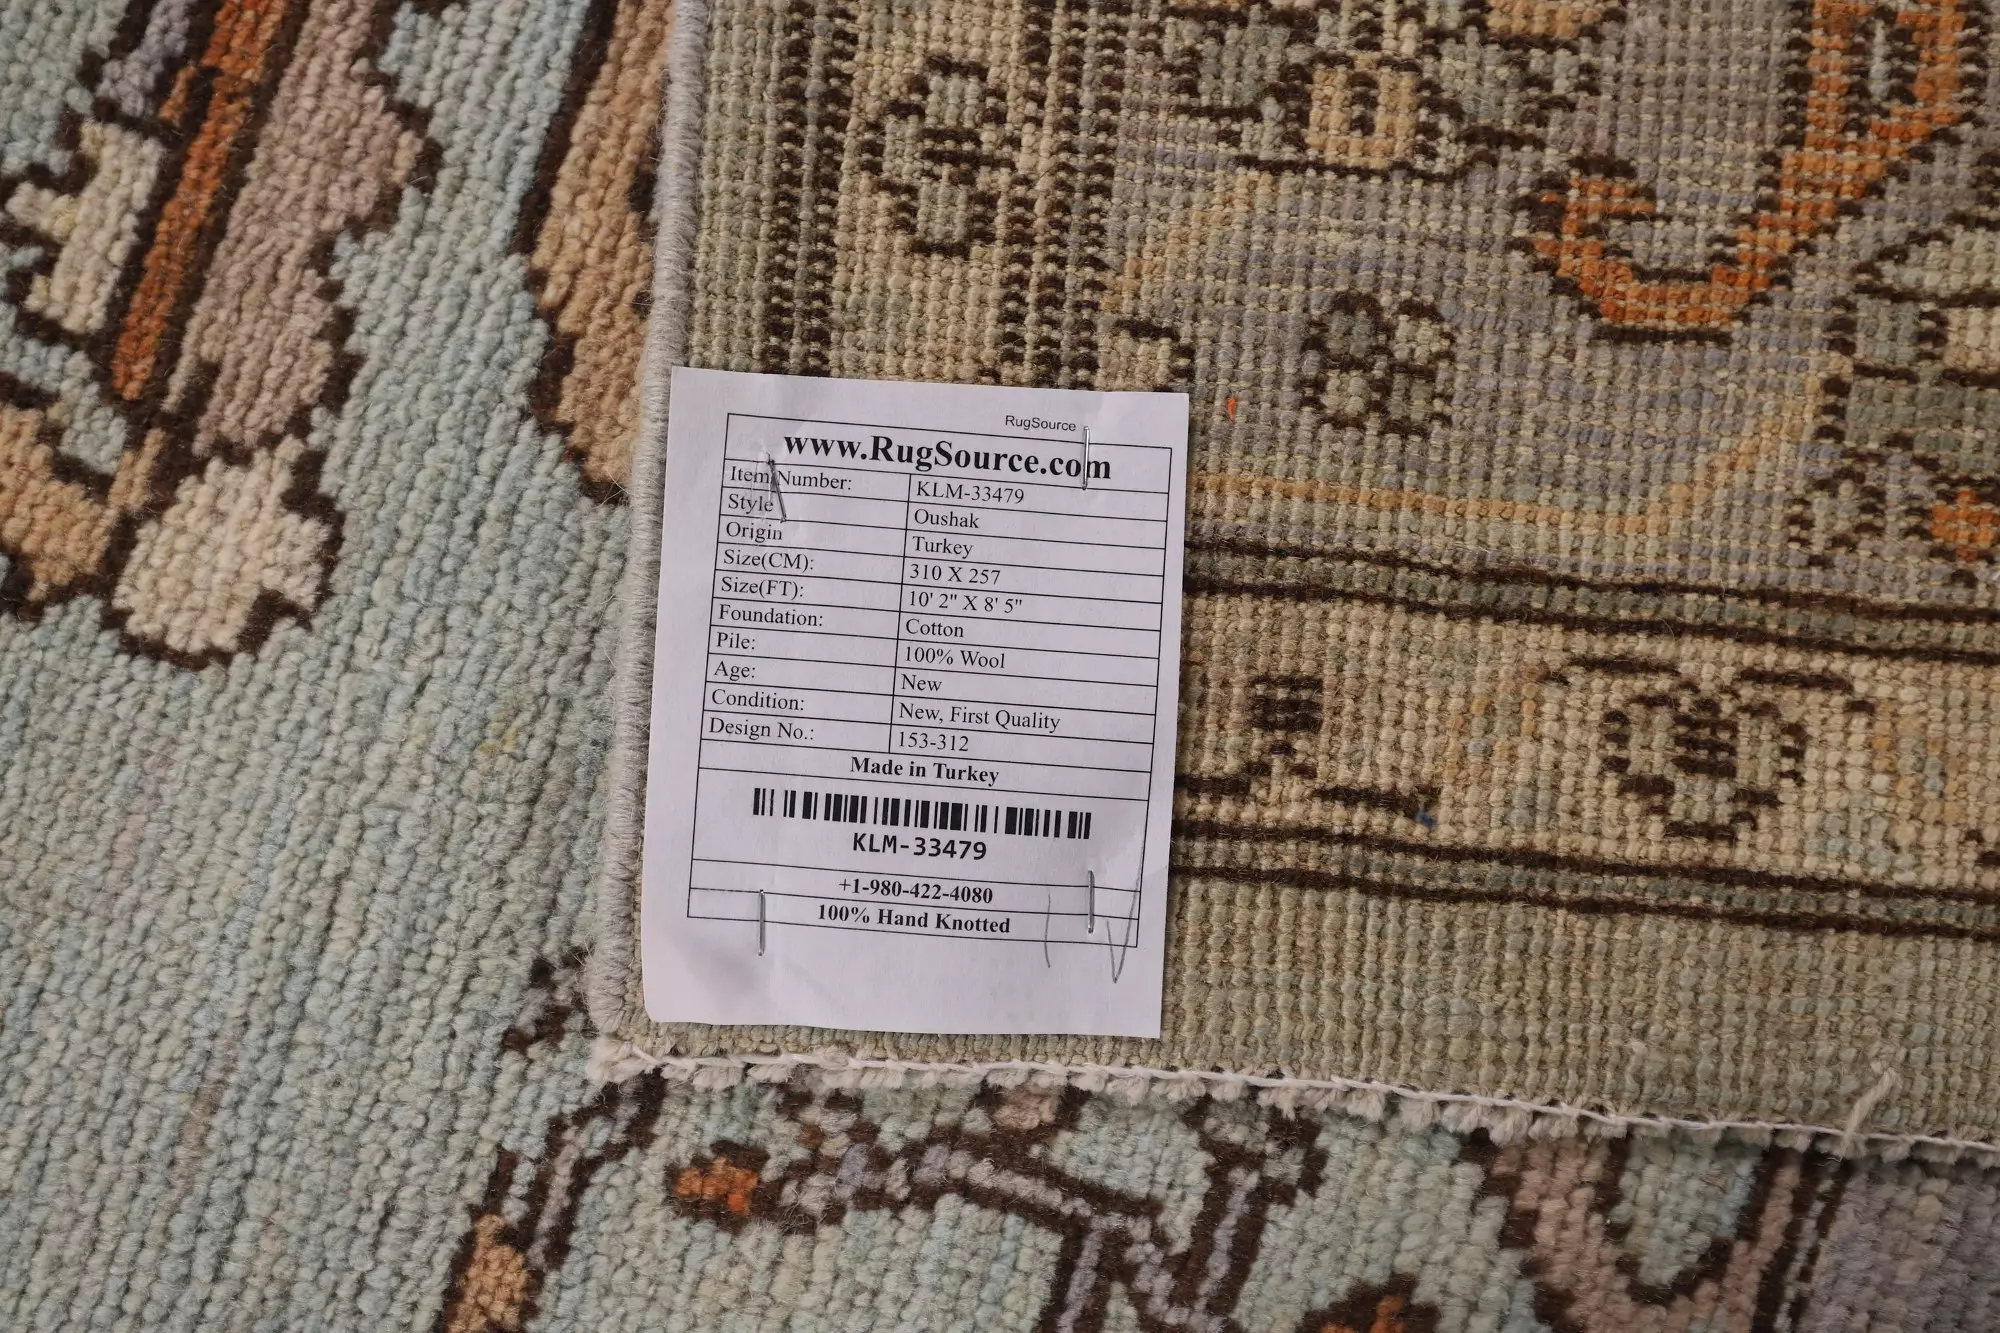 RugSource
www.RugSource.com
Item Number: KLM-33479
Style Oushak
Origin Turkey
Size(CM): 310 X 257
Size(FT): 10' 2" X 8' 5"
Foundation: Cotton
Pile: 100% Wool
Age: New
Condition: New, First Quality
Design No.: 153-312
Made in Turkey
KLM-33479
+1-980-422-4080
100% Hand Knotted